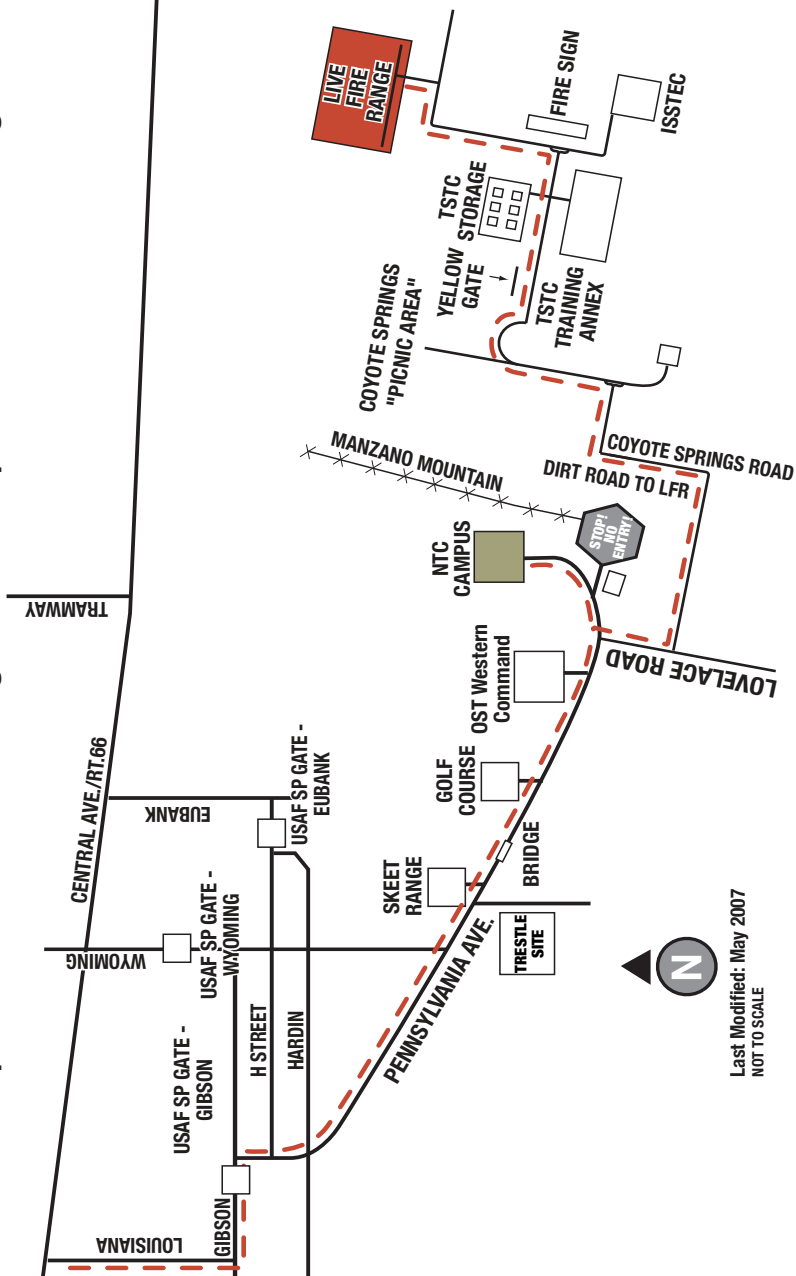 TRAMWAY
CENTRAL AVE./RT.66
EUBANK
WYOMING
LOUISIANA
GIBSON
USAF SP GATE -
GIBSON
USAF SP GATE -
WYOMING
USAF SP GATE -
EUBANK
H STREET
HARDIN
PENNSYLVANIA AVE.
SKEET
RANGE
TRESTLE
SITE
BRIDGE
GOLF
COURSE
OST Western
Command
LOVELACE ROAD
NTC
CAMPUS
STOP!
NO
ENTRY!
MANZANO MOUNTAIN
DIRT ROAD TO LFR
COYOTE SPRINGS ROAD
COYOTE SPRINGS
"PICNIC AREA"
YELLOW
GATE
TSTC
STORAGE
TSTC
TRAINING
ANNEX
LIVE
FIRE
RANGE
FIRE SIGN
ISSTEC
N
Last Modified: May 2007
NOT TO SCALE